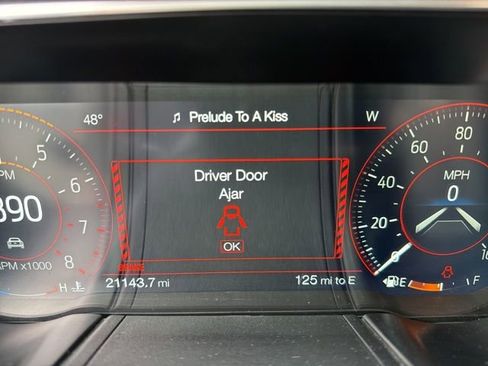 48° ♫ Prelude To A Kiss W
Driver Door
Ajar
OK
21143.7 mi 125 mi to E
5
6
7
8
PM
390
PM x1000
H
20
40
60
80
MPH
0
E F